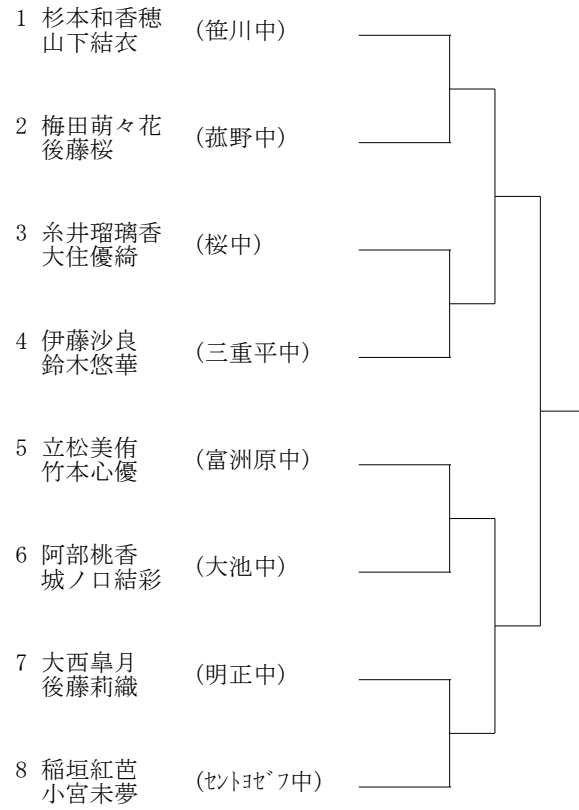 1 杉本和香穂 (笹川中)
山下結衣
2 梅田萌々花 (菰野中)
後藤桜
3 糸井瑠璃香 (桜中)
大住優綺
4 伊藤沙良 (三重平中)
鈴木悠華
5 立松美侑 (富洲原中)
竹本心優
6 阿部桃香 (大池中)
城ノ口結彩
7 大西皐月 (明正中)
後藤莉織
8 稲垣紅芭 (ｾﾝﾄﾖｾﾞﾌ中)
小宮未夢